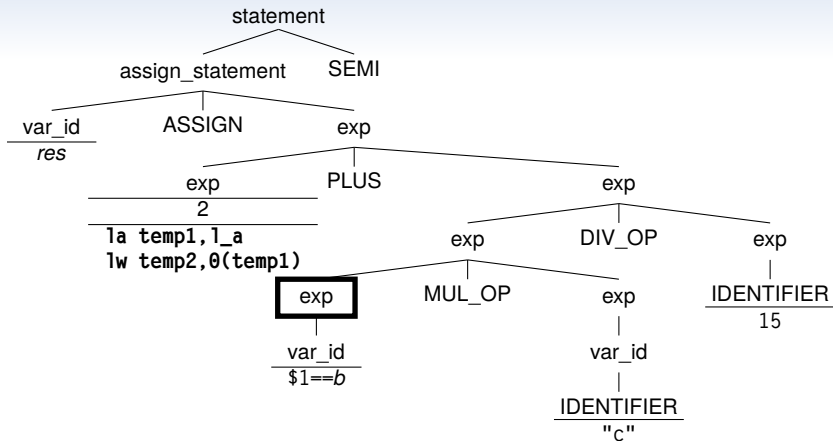 statement
assign_statement SEMI
var_id ASSIGN exp
res
exp PLUS exp
2
la temp1,l_a
lw temp2,0(temp1)
exp DIV_OP exp
exp MUL_OP exp IDENTIFIER
15
var_id var_id
$1==b
IDENTIFIER
"c"